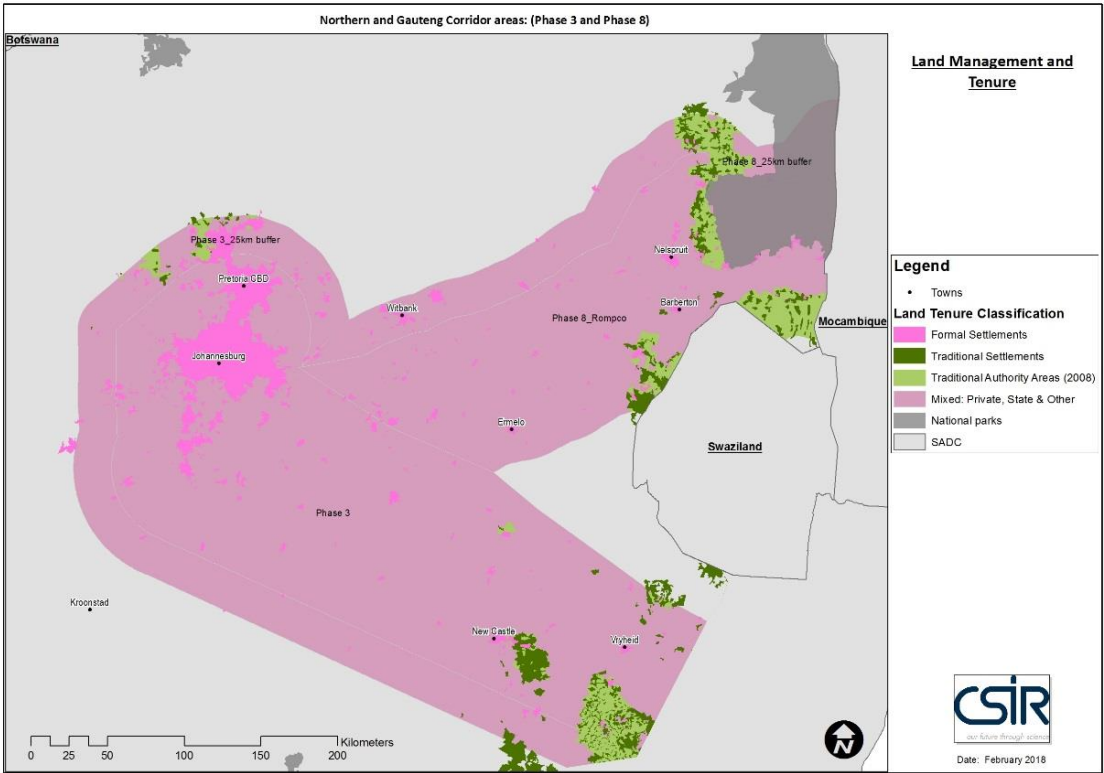 Northern and Gauteng Corridor areas: (Phase 3 and Phase 8)
Botswana
Land Management and
Tenure
Phase 8_25km buffer
Phase 3_25km buffer
Nelspruit
Pretoria CBD
Witbank
Barberton
Phase 8_Rompco
Mocambique
Johannesburg
Ermelo
Swaziland
Phase 3
Kroonstad
New Castle
Vryheid
Legend
Towns
Land Tenure Classification
Formal Settlements
Traditional Settlements
Traditional Authority Areas (2008)
Mixed: Private, State & Other
National parks
SADC
Kilometers
0 25 50 100 150 200
N
CSIR
our future through science
Date: February 2018